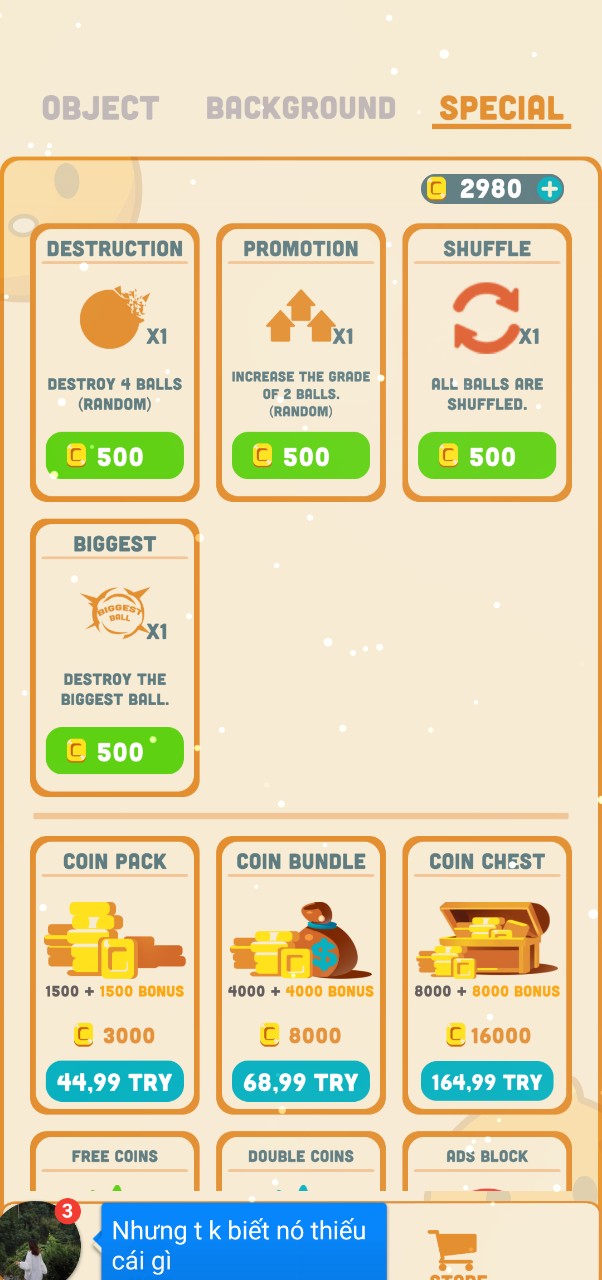 OBJECT BACKGROUND SPECIAL
C 2980 +
DESTRUCTION
X1
DESTROY 4 BALLS
(RANDOM)
C 500
PROMOTION
X1
INCREASE THE GRADE
OF 2 BALLS.
(RANDOM)
C 500
SHUFFLE
X1
ALL BALLS ARE
SHUFFLED.
C 500
BIGGEST
BIGGEST
BALL
X1
DESTROY THE
BIGGEST BALL.
C 500
COIN PACK
1500 + 1500 BONUS
C 3000
44,99 TRY
COIN BUNDLE
$
4000 + 4000 BONUS
C 8000
68,99 TRY
COIN CHEST
8000 + 8000 BONUS
C 16000
164,99 TRY
FREE COINS
DOUBLE COINS
ADS BLOCK
3
Nhưng t k biết nó thiếu
cái gì
STORE